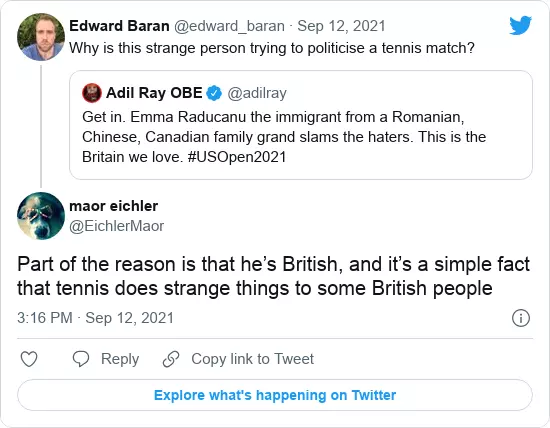 Edward Baran @edward_baran · Sep 12, 2021
Why is this strange person trying to politicise a tennis match?
Adil Ray OBE @adilray
Get in. Emma Raducanu the immigrant from a Romanian,
Chinese, Canadian family grand slams the haters. This is the
Britain we love. #USOpen2021
maor eichler
@EichlerMaor
Part of the reason is that he’s British, and it’s a simple fact
that tennis does strange things to some British people
3:16 PM · Sep 12, 2021
Reply Copy link to Tweet
Explore what's happening on Twitter